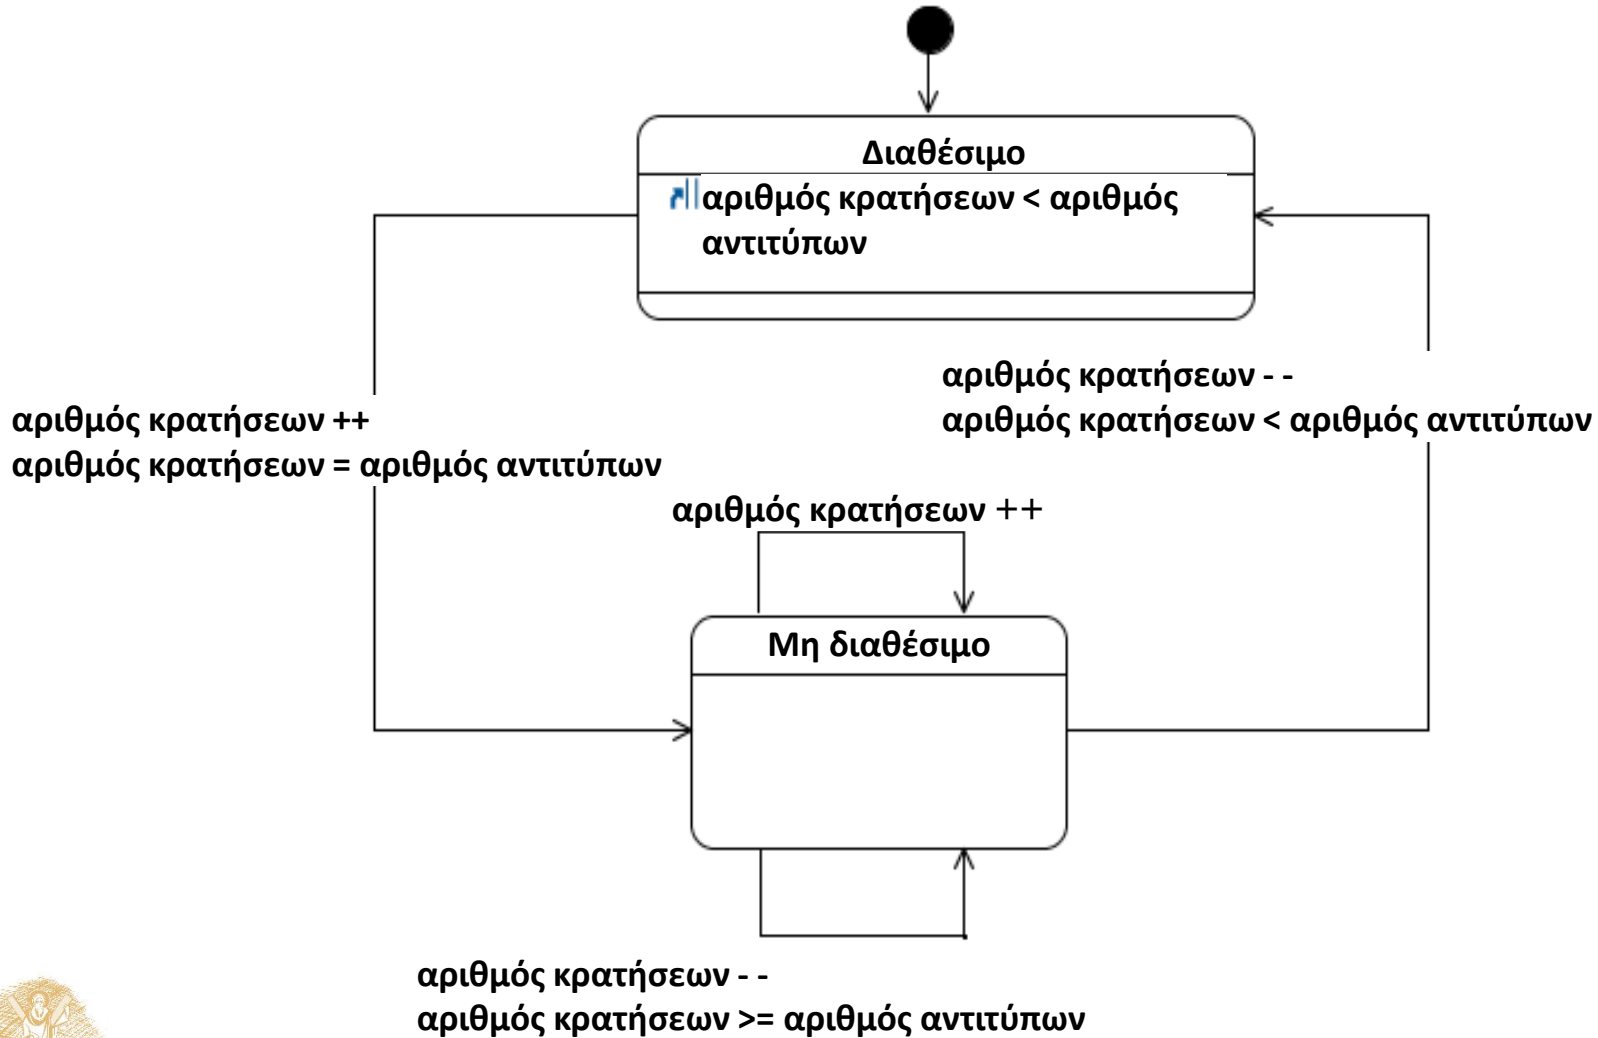 Διαθέσιμο
αριθμός κρατήσεων < αριθμός
αντιτύπων
αριθμός κρατήσεων - -
αριθμός κρατήσεων < αριθμός αντιτύπων
αριθμός κρατήσεων ++
αριθμός κρατήσεων = αριθμός αντιτύπων
αριθμός κρατήσεων ++
Μη διαθέσιμο
αριθμός κρατήσεων - -
αριθμός κρατήσεων >= αριθμός αντιτύπων